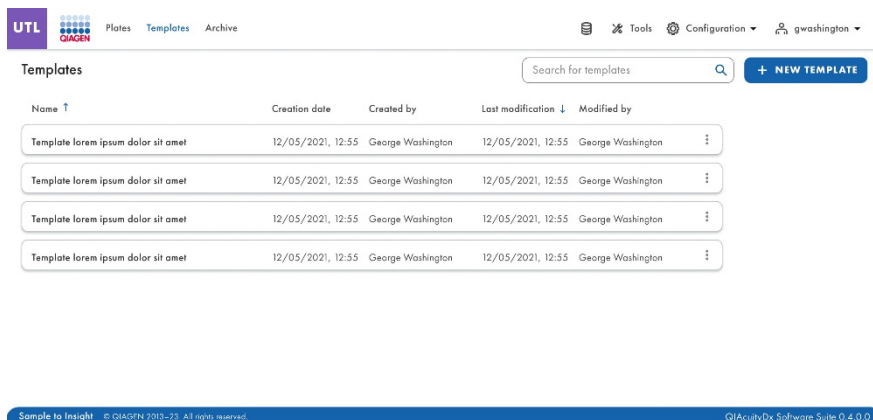 UTL QIAGEN Plates Templates Archive Tools Configuration gwashington
Templates Search for templates + NEW TEMPLATE
Name ↑ Creation date Created by Last modification ↓ Modified by
Template lorem ipsum dolor sit amet 12/05/2021, 12:55 George Washington 12/05/2021, 12:55 George Washington
Template lorem ipsum dolor sit amet 12/05/2021, 12:55 George Washington 12/05/2021, 12:55 George Washington
Template lorem ipsum dolor sit amet 12/05/2021, 12:55 George Washington 12/05/2021, 12:55 George Washington
Template lorem ipsum dolor sit amet 12/05/2021, 12:55 George Washington 12/05/2021, 12:55 George Washington
Sample to Insight © QIAGEN 2013–23. All rights reserved. QIAcuityDx Software Suite 0.4.0.0